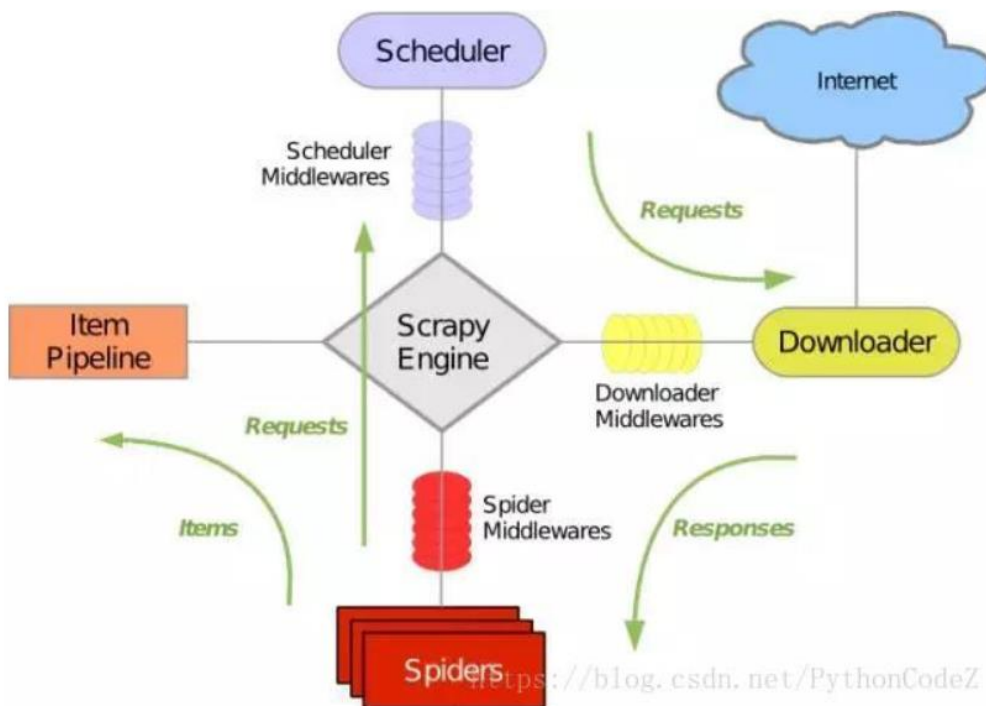 Scheduler
Internet
Scheduler
Middlewares
Requests
Item
Pipeline
Scrapy
Engine
Downloader
Downloader
Middlewares
Requests
Items
Spider
Middlewares
Responses
Spiders
https://blog.csdn.net/PythonCodeZ